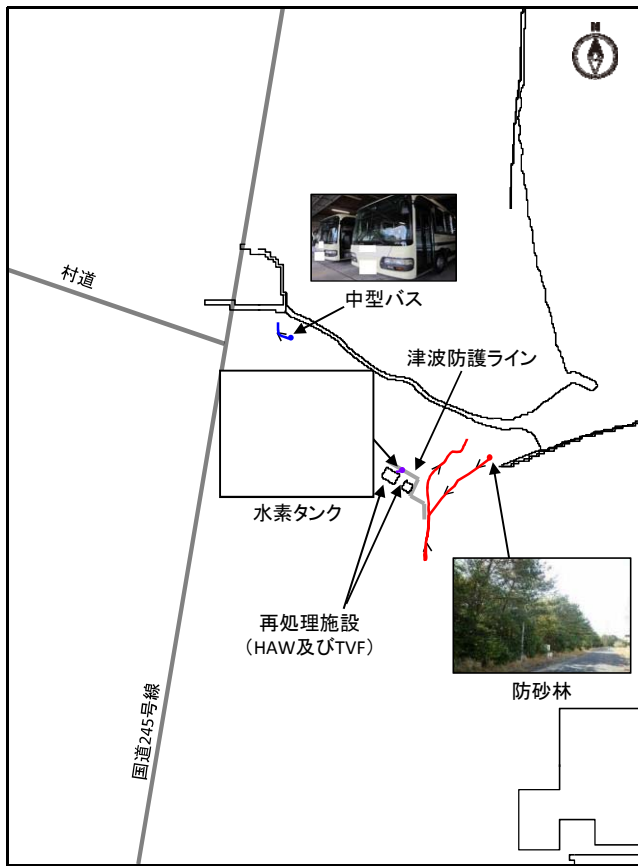 N
村道
中型バス
津波防護ライン
水素タンク
再処理施設
（HAW及びTVF）
防砂林
国道245号線